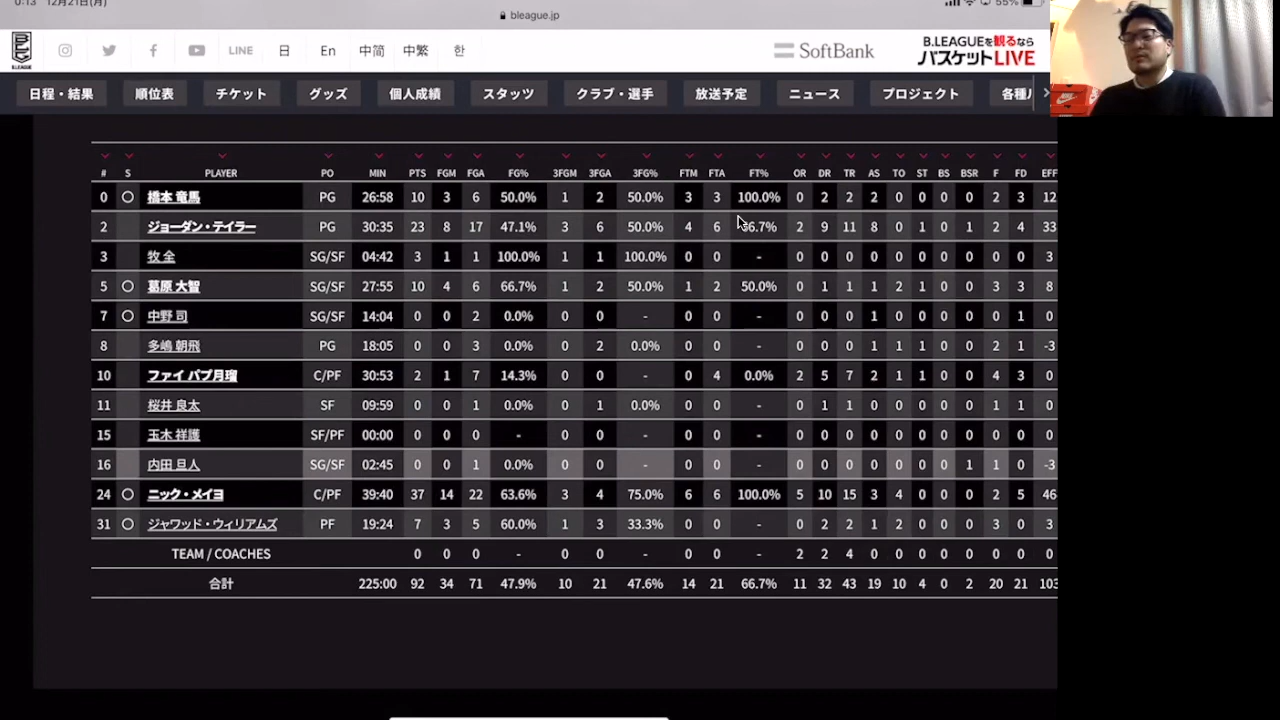 0:13 12月21日(月) 55%
bleague.jp
B.LEAGUE LINE 日 En 中简 中繁 한 SoftBank B.LEAGUEを観るなら
バスケットLIVE
日程・結果 順位表 チケット グッズ 個人成績 スタッツ クラブ・選手 放送予定 ニュース プロジェクト 各種
# S PLAYER PO MIN PTS FGM FGA FG% 3FGM 3FGA 3FG% FTM FTA FT% OR DR TR AS TO ST BS BSR F FD EFF
0 ○ 橋本 竜馬 PG 26:58 10 3 6 50.0% 1 2 50.0% 3 3 100.0% 0 2 2 2 0 0 0 0 2 3 12
2 ジョーダン・テイラー PG 30:35 23 8 17 47.1% 3 6 50.0% 4 6 66.7% 2 9 11 8 0 1 0 1 2 4 33
3 牧 全 SG/SF 04:42 3 1 1 100.0% 1 1 100.0% 0 0 - 0 0 0 0 0 0 0 0 0 0 3
5 ○ 葛原 大智 SG/SF 27:55 10 4 6 66.7% 1 2 50.0% 1 2 50.0% 0 1 1 1 2 1 0 0 3 3 8
7 ○ 中野 司 SG/SF 14:04 0 0 2 0.0% 0 0 - 0 0 - 0 0 0 1 0 0 0 0 0 1 0
8 多嶋 朝飛 PG 18:05 0 0 3 0.0% 0 2 0.0% 0 0 - 0 0 0 1 1 1 0 0 2 1 -3
10 ファイ パプ月瑠 C/PF 30:53 2 1 7 14.3% 0 0 - 0 4 0.0% 2 5 7 2 1 1 0 0 4 3 0
11 桜井 良太 SF 09:59 0 0 1 0.0% 0 1 0.0% 0 0 - 0 1 1 0 0 0 0 0 1 1 0
15 玉木 祥護 SF/PF 00:00 0 0 0 - 0 0 - 0 0 - 0 0 0 0 0 0 0 0 0 0 0
16 内田 旦人 SG/SF 02:45 0 0 1 0.0% 0 0 - 0 0 - 0 0 0 0 0 0 0 1 1 0 -3
24 ○ ニック・メイヨ C/PF 39:40 37 14 22 63.6% 3 4 75.0% 6 6 100.0% 5 10 15 3 4 0 0 0 2 5 46
31 ○ ジャワッド・ウィリアムズ PF 19:24 7 3 5 60.0% 1 3 33.3% 0 0 - 0 2 2 1 2 0 0 0 3 0 3
TEAM / COACHES 0 0 0 - 0 0 - 0 0 - 2 2 4 0 0 0 0 0 0 0 0
合計 225:00 92 34 71 47.9% 10 21 47.6% 14 21 66.7% 11 32 43 19 10 4 0 2 20 21 103